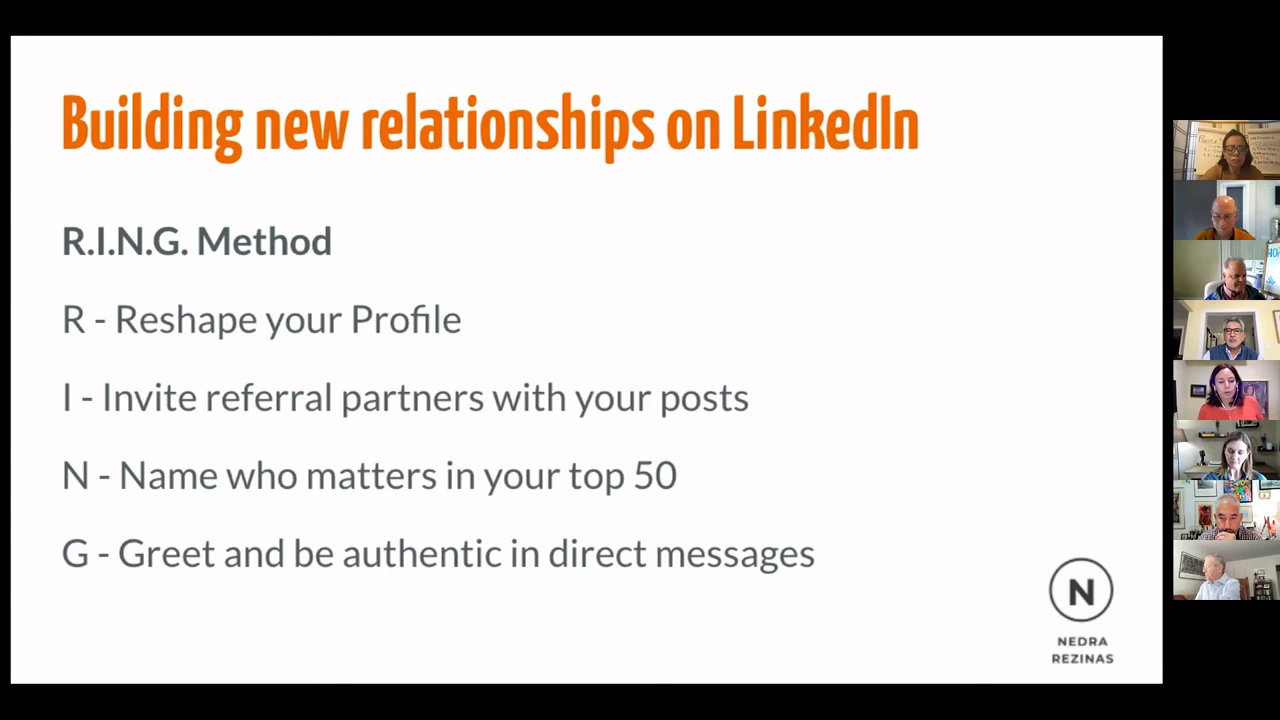 Building new relationships on LinkedIn
R.I.N.G. Method
R - Reshape your Profile
I - Invite referral partners with your posts
N - Name who matters in your top 50
G - Greet and be authentic in direct messages
N
NEDRA
REZINAS